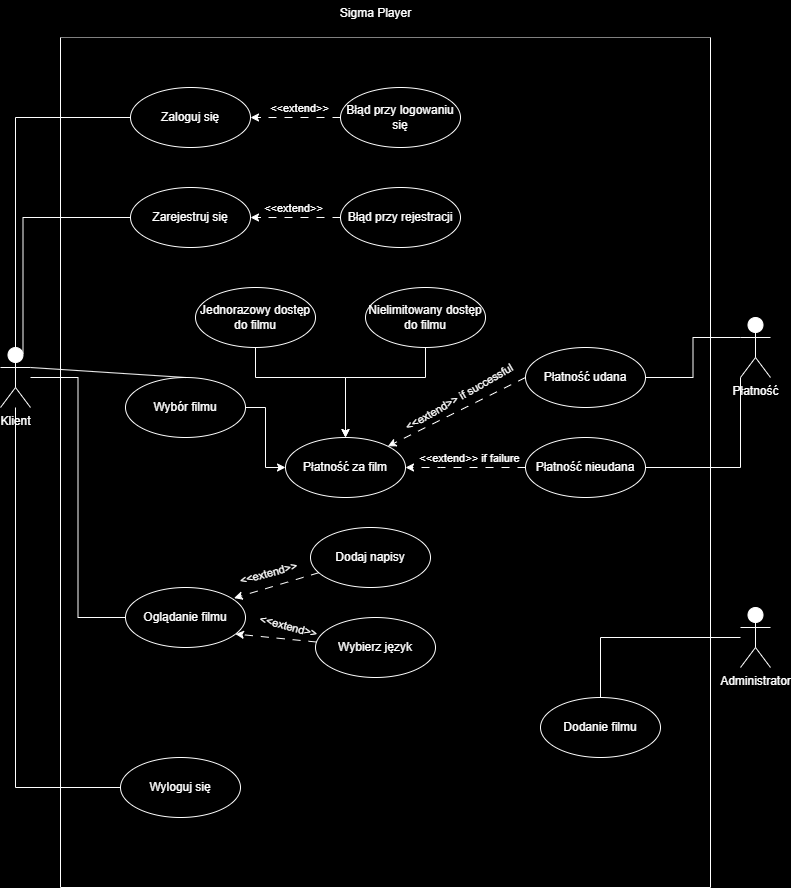 Sigma Player
Zaloguj się
<<extend>>
Błąd przy logowaniu
się
Zarejestruj się
<<extend>>
Błąd przy rejestracji
Jednorazowy dostęp
do filmu
Nielimitowany dostęp
do filmu
Płatność udana
<<extend>> if successful
Płatność
Klient
Wybór filmu
Płatność za film
<<extend>> if failure
Płatność nieudana
Dodaj napisy
<<extend>>
Oglądanie filmu
<<extend>>
Wybierz język
Administrator
Dodanie filmu
Wyloguj się